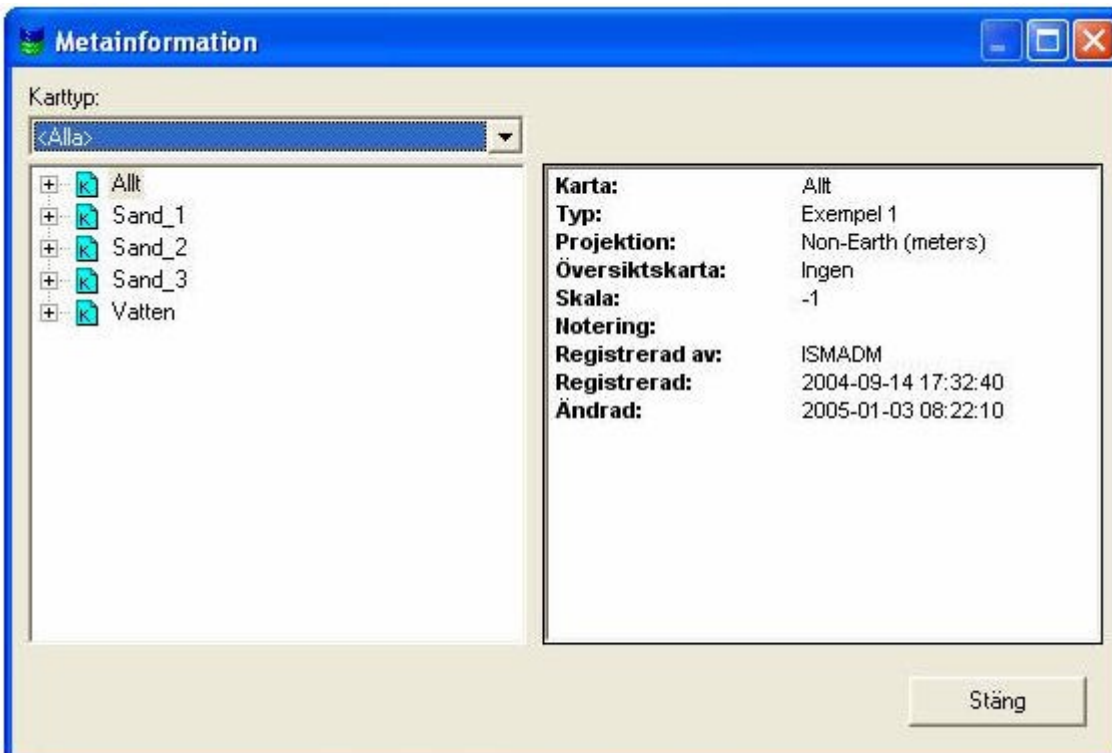 Metainformation
Karttyp:
<Alla>
Allt
Sand_1
Sand_2
Sand_3
Vatten
Karta: Allt
Typ: Exempel 1
Projektion: Non-Earth (meters)
Översiktskarta: Ingen
Skala: -1
Notering:
Registrerad av: ISMADM
Registrerad: 2004-09-14 17:32:40
Ändrad: 2005-01-03 08:22:10
Stäng